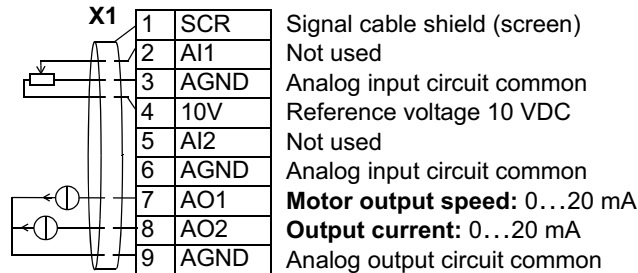 X1
1 SCR Signal cable shield (screen)
2 AI1 Not used
3 AGND Analog input circuit common
4 10V Reference voltage 10 VDC
5 AI2 Not used
6 AGND Analog input circuit common
7 AO1 Motor output speed: 0…20 mA
8 AO2 Output current: 0…20 mA
9 AGND Analog output circuit common